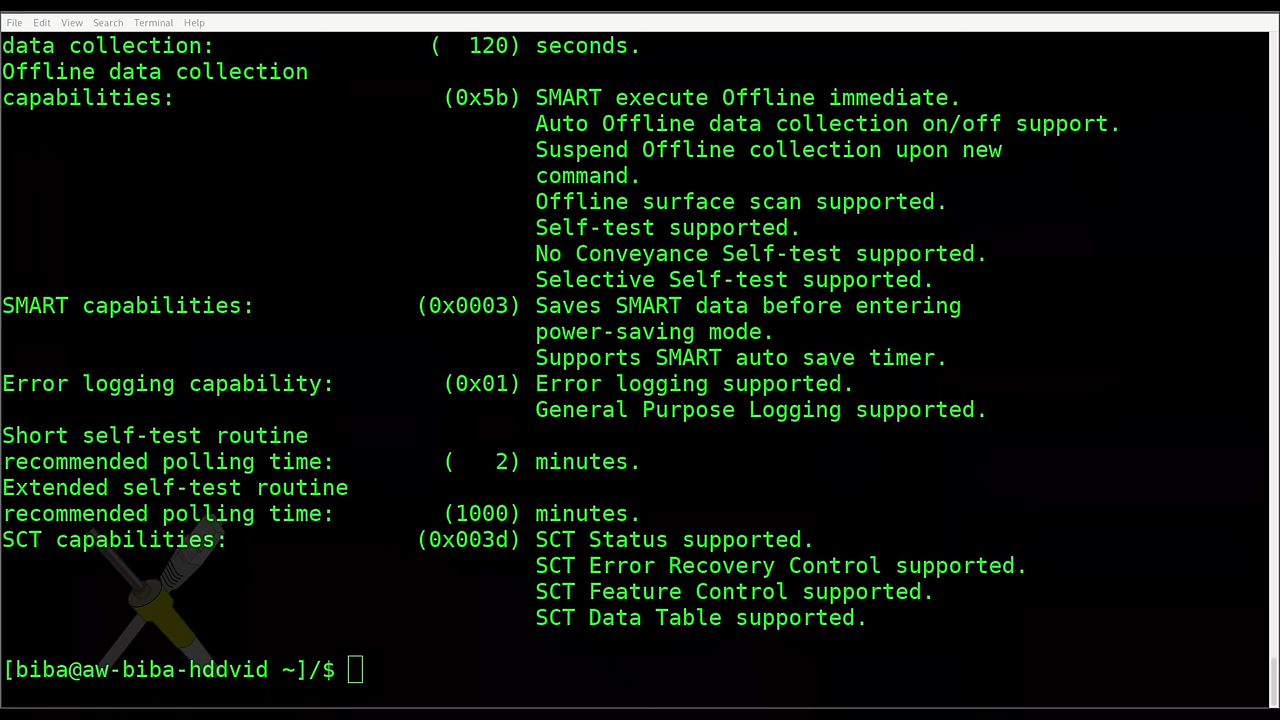 File Edit View Search Terminal Help
data collection: ( 120) seconds.
Offline data collection
capabilities: (0x5b) SMART execute Offline immediate.
Auto Offline data collection on/off support.
Suspend Offline collection upon new
command.
Offline surface scan supported.
Self-test supported.
No Conveyance Self-test supported.
Selective Self-test supported.
SMART capabilities: (0x0003) Saves SMART data before entering
power-saving mode.
Supports SMART auto save timer.
Error logging capability: (0x01) Error logging supported.
General Purpose Logging supported.
Short self-test routine
recommended polling time: ( 2) minutes.
Extended self-test routine
recommended polling time: (1000) minutes.
SCT capabilities: (0x003d) SCT Status supported.
SCT Error Recovery Control supported.
SCT Feature Control supported.
SCT Data Table supported.
[biba@aw-biba-hddvid ~]/$